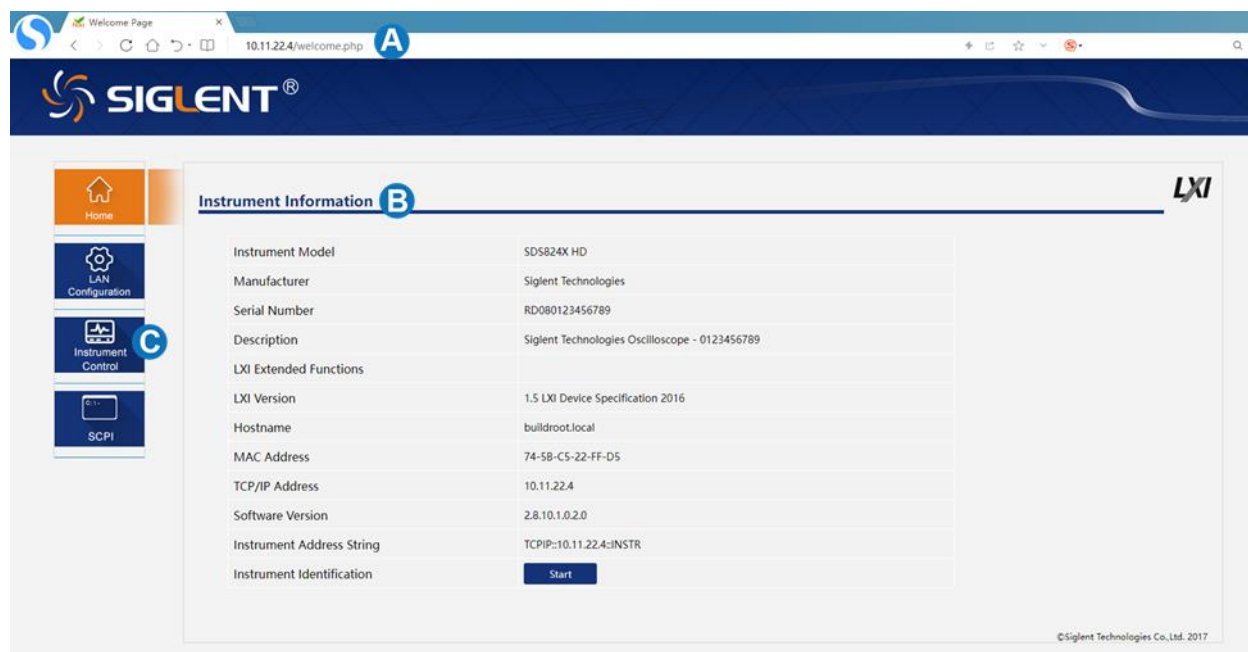 Welcome Page
10.11.22.4/welcome.php A
SIGLENT®
LXI
Home
LAN
Configuration
Instrument
Control
C
SCPI
Instrument Information B
Instrument Model SDS824X HD
Manufacturer Siglent Technologies
Serial Number RD080123456789
Description Siglent Technologies Oscilloscope - 0123456789
LXI Extended Functions
LXI Version 1.5 LXI Device Specification 2016
Hostname buildroot.local
MAC Address 74-5B-C5-22-FF-D5
TCP/IP Address 10.11.22.4
Software Version 2.8.10.1.0.2.0
Instrument Address String TCPIP::10.11.22.4::INSTR
Instrument Identification Start
©Siglent Technologies Co.,Ltd. 2017